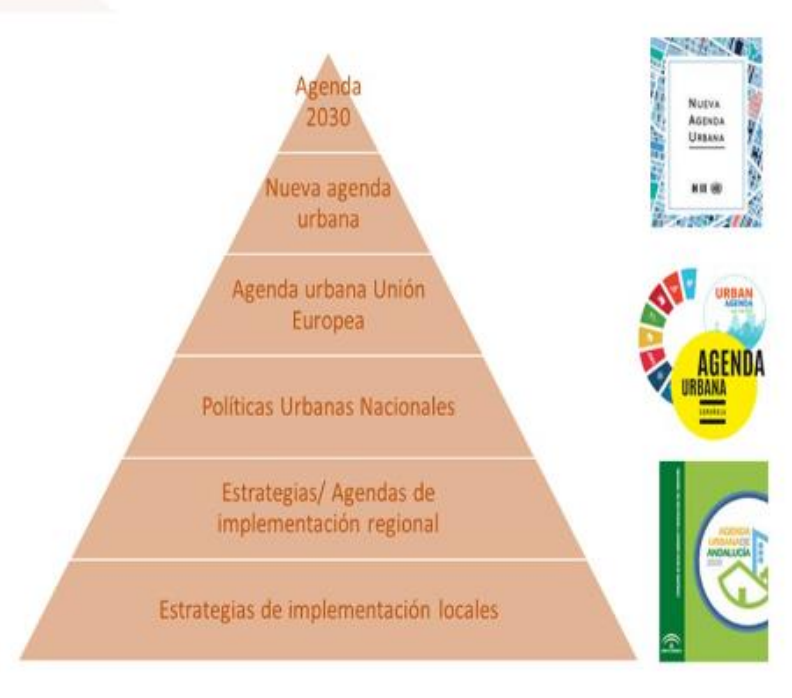 Agenda
2030
Nueva agenda
urbana
Agenda urbana Unión
Europea
Políticas Urbanas Nacionales
Estrategias/ Agendas de
implementación regional
Estrategias de implementación locales
NUEVA
AGENDA
URBANA
URBAN
AGENDA
AGENDA
URBANA
ESPAÑOLA
AGENDA
URBANA DE
ANDALUCÍA